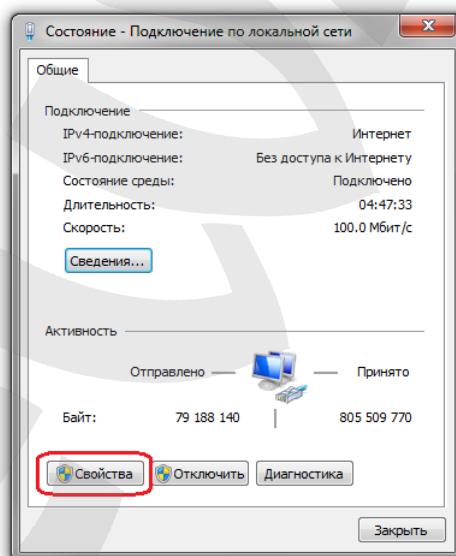 Состояние - Подключение по локальной сети
Общие
Подключение
IPv4-подключение: Интернет
IPv6-подключение: Без доступа к Интернету
Состояние среды: Подключено
Длительность: 04:47:33
Скорость: 100.0 Мбит/с
Сведения...
Активность
Отправлено Принято
Байт: 79 188 140 805 509 770
Свойства Отключить Диагностика
Закрыть